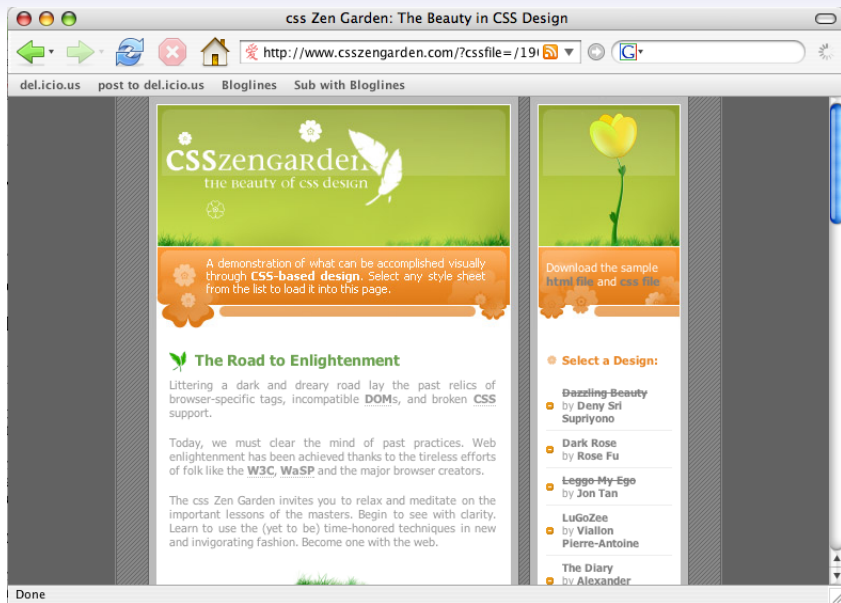 css Zen Garden: The Beauty in CSS Design
愛 http://www.csszengarden.com/?cssfile=/19
G
del.icio.us post to del.icio.us Bloglines Sub with Bloglines
CSSzengarden
the beauty of css design
A demonstration of what can be accomplished visually
through CSS-based design. Select any style sheet
from the list to load it into this page.
Download the sample
html file and css file
The Road to Enlightenment
Littering a dark and dreary road lay the past relics of
browser-specific tags, incompatible DOMs, and broken CSS
support.
Today, we must clear the mind of past practices. Web
enlightenment has been achieved thanks to the tireless efforts
of folk like the W3C, WaSP and the major browser creators.
The css Zen Garden invites you to relax and meditate on the
important lessons of the masters. Begin to see with clarity.
Learn to use the (yet to be) time-honored techniques in new
and invigorating fashion. Become one with the web.
Select a Design:
Dazzling Beauty
by Deny Sri
Supriyono
Dark Rose
by Rose Fu
Leggo My Ego
by Jon Tan
LuGoZee
by Viallon
Pierre-Antoine
The Diary
by Alexander
Done